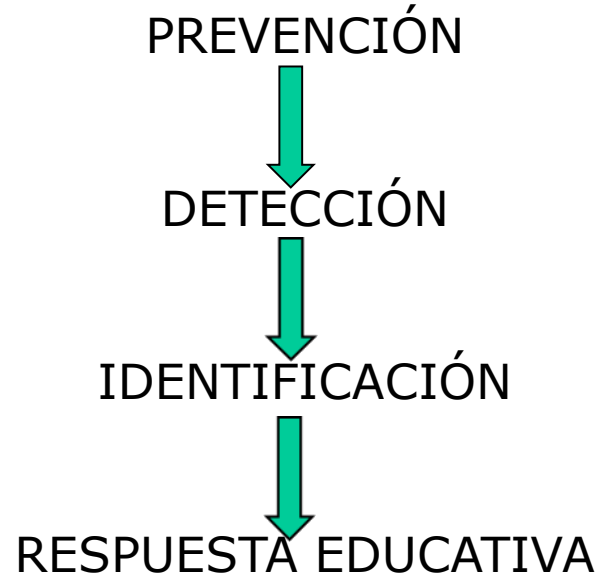 PREVENCIÓN
DETECCIÓN
IDENTIFICACIÓN
RESPUESTA EDUCATIVA